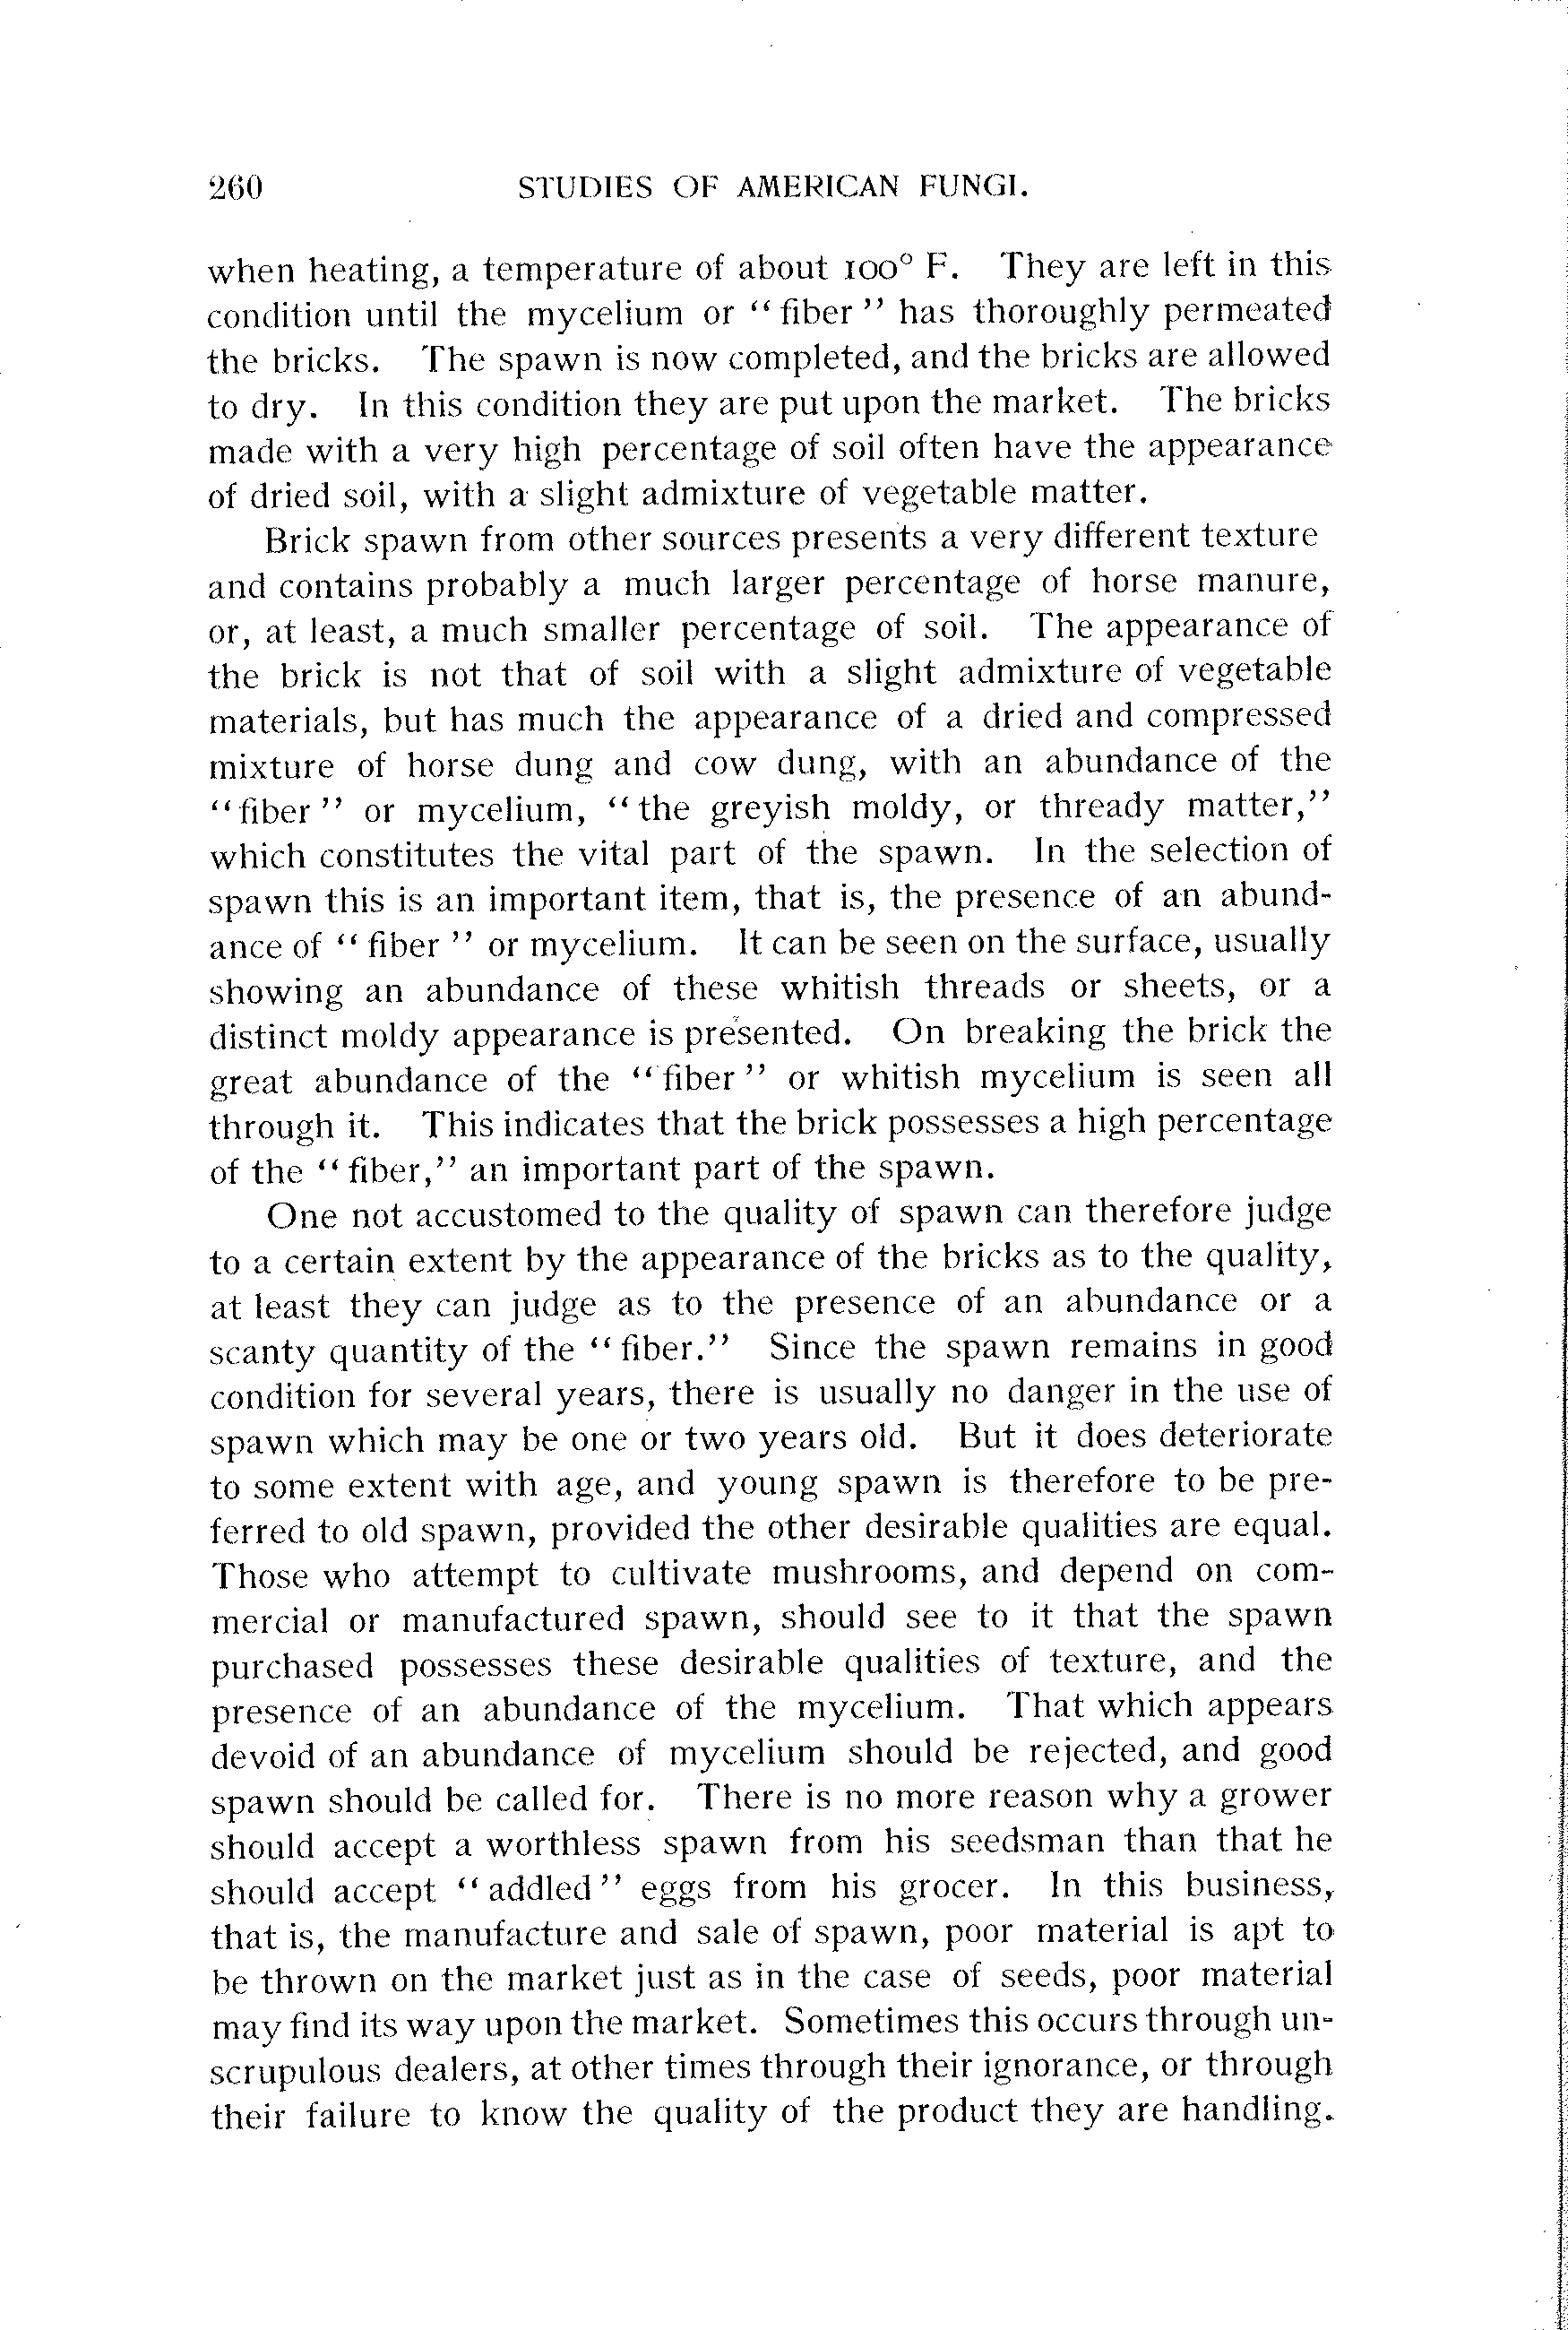 260 STUDIES OF AMERICAN FUNGI.
when heating, a temperature of about 100° F. They are left in this
condition until the mycelium or “fiber” has thoroughly permeated
the bricks. The spawn is now completed, and the bricks are allowed
to dry. In this condition they are put upon the market. The bricks
made with a very high percentage of soil often have the appearance
of dried soil, with a slight admixture of vegetable matter.
Brick spawn from other sources presents a very different texture
and contains probably a much larger percentage of horse manure,
or, at least, a much smaller percentage of soil. The appearance of
the brick is not that of soil with a slight admixture of vegetable
materials, but has much the appearance of a dried and compressed
mixture of horse dung and cow dung, with an abundance of the
“fiber” or mycelium, “the greyish moldy, or thready matter,”
which constitutes the vital part of the spawn. In the selection of
spawn this is an important item, that is, the presence of an abund-
ance of “fiber” or mycelium. It can be seen on the surface, usually
showing an abundance of these whitish threads or sheets, or a
distinct moldy appearance is presented. On breaking the brick the
great abundance of the “fiber” or whitish mycelium is seen all
through it. This indicates that the brick possesses a high percentage
of the “fiber,” an important part of the spawn.
One not accustomed to the quality of spawn can therefore judge
to a certain extent by the appearance of the bricks as to the quality,
at least they can judge as to the presence of an abundance or a
scanty quantity of the “fiber.” Since the spawn remains in good
condition for several years, there is usually no danger in the use of
spawn which may be one or two years old. But it does deteriorate
to some extent with age, and young spawn is therefore to be pre-
ferred to old spawn, provided the other desirable qualities are equal.
Those who attempt to cultivate mushrooms, and depend on com-
mercial or manufactured spawn, should see to it that the spawn
purchased possesses these desirable qualities of texture, and the
presence of an abundance of the mycelium. That which appears
devoid of an abundance of mycelium should be rejected, and good
spawn should be called for. There is no more reason why a grower
should accept a worthless spawn from his seedsman than that he
should accept “addled” eggs from his grocer. In this business,
that is, the manufacture and sale of spawn, poor material is apt to
be thrown on the market just as in the case of seeds, poor material
may find its way upon the market. Sometimes this occurs through un-
scrupulous dealers, at other times through their ignorance, or through
their failure to know the quality of the product they are handling.